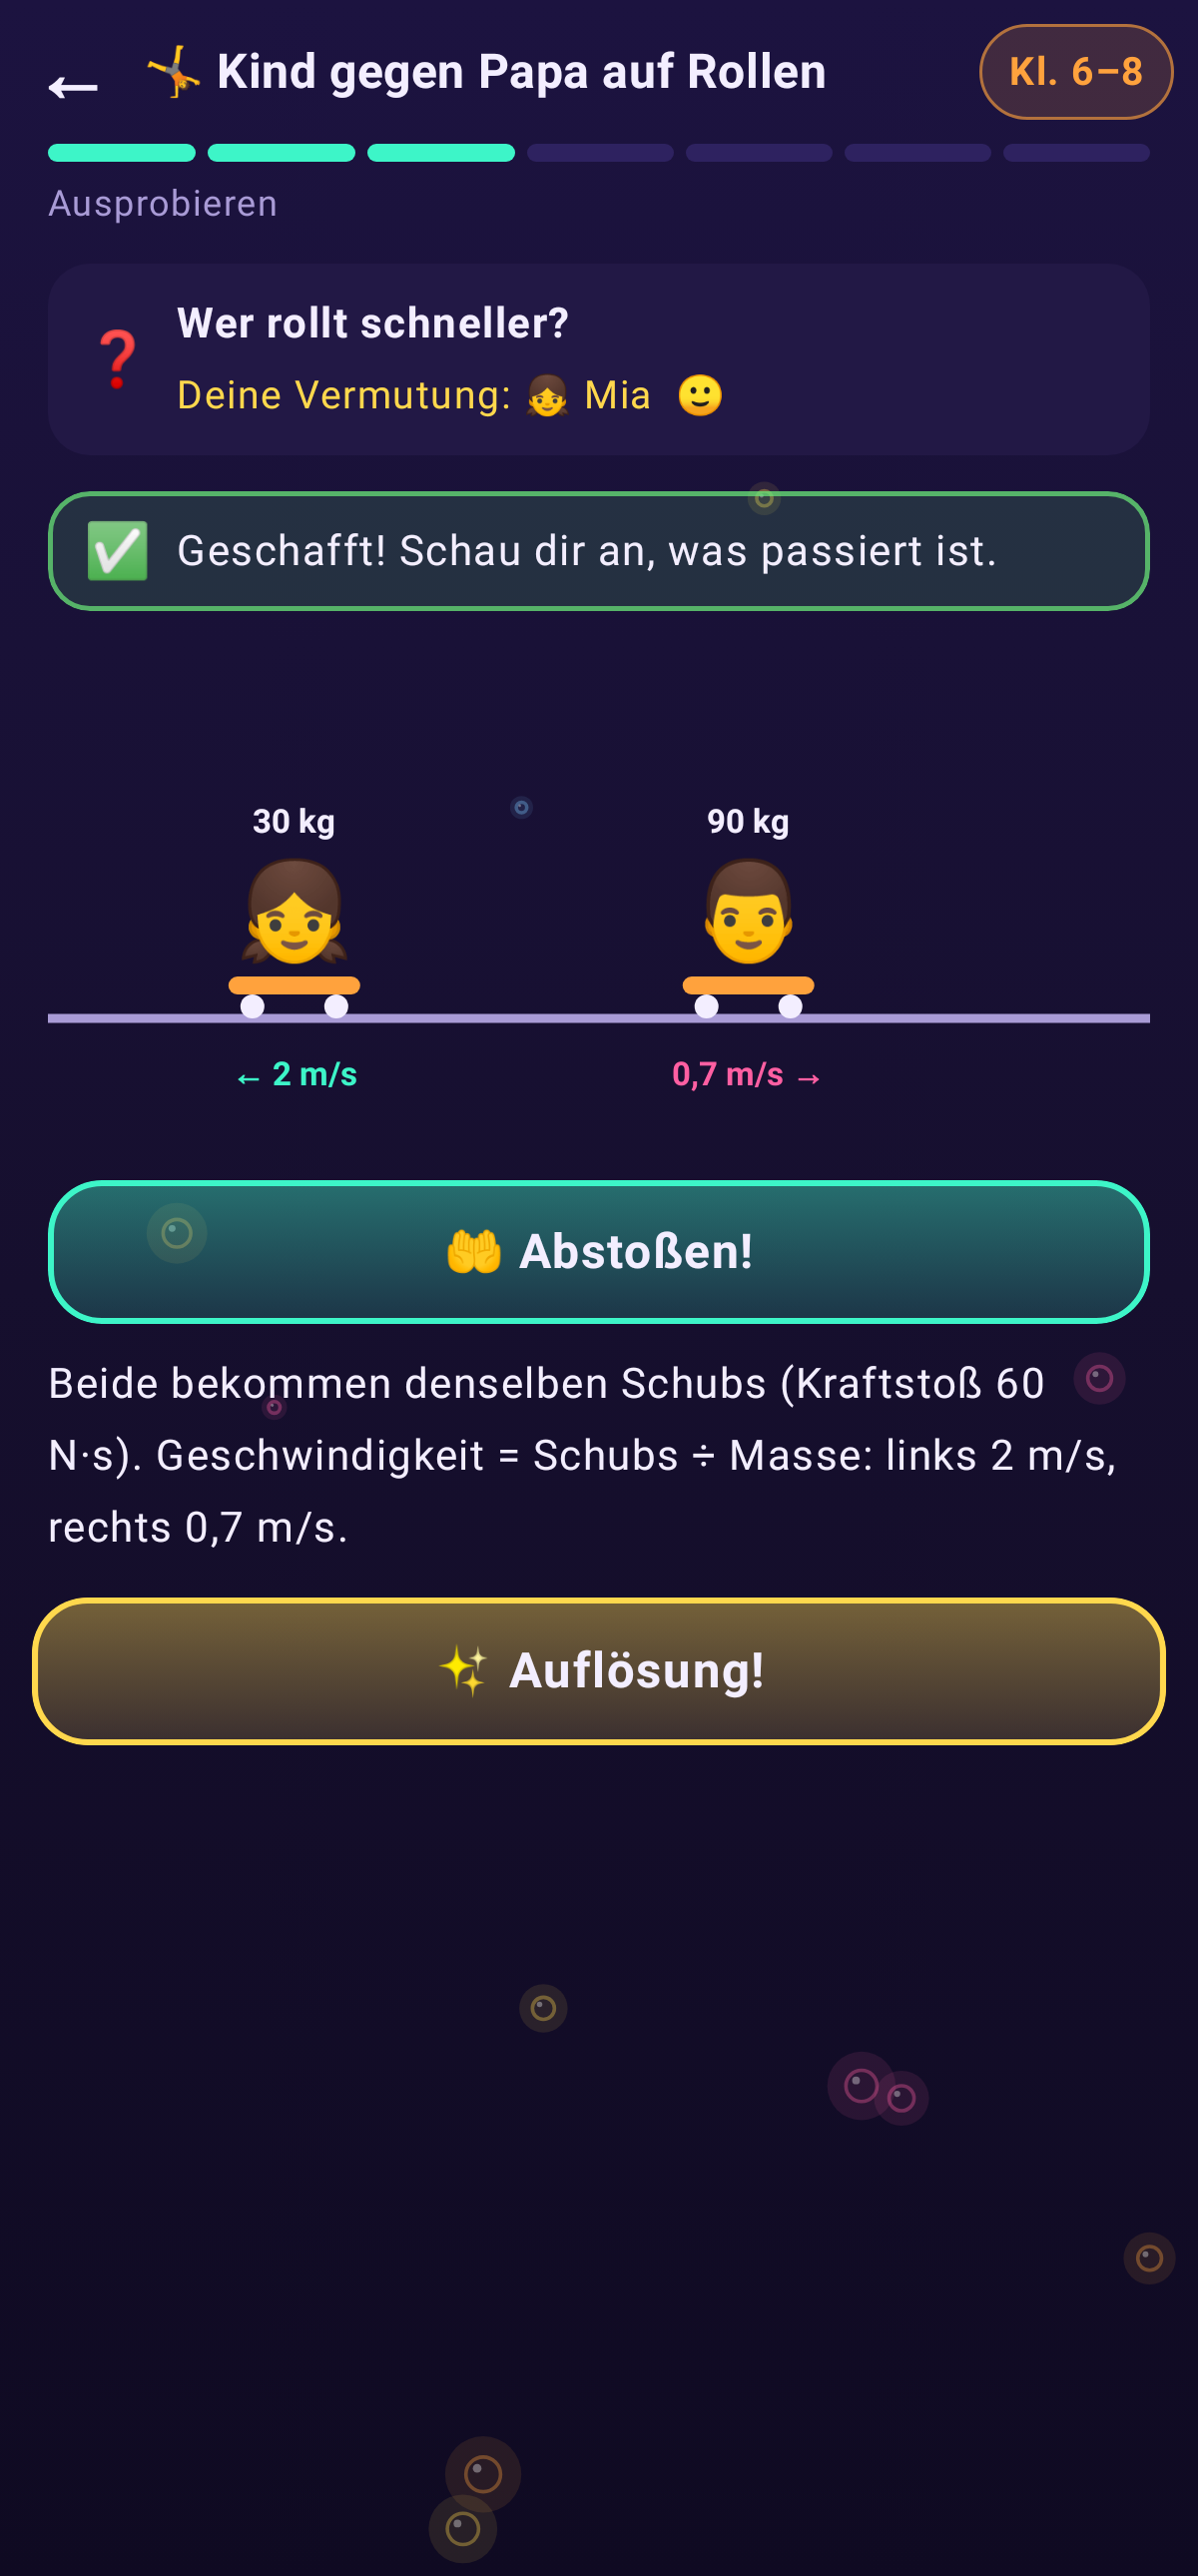 ← 🤸 Kind gegen Papa auf Rollen Kl. 6–8
Ausprobieren
❓ Wer rollt schneller?
Deine Vermutung: 👧 Mia 🙂
✅ Geschafft! Schau dir an, was passiert ist.
30 kg 90 kg
← 2 m/s 0,7 m/s →
🤲 Abstoßen!
Beide bekommen denselben Schubs (Kraftstoß 60
N·s). Geschwindigkeit = Schubs ÷ Masse: links 2 m/s,
rechts 0,7 m/s.
✨ Auflösung!